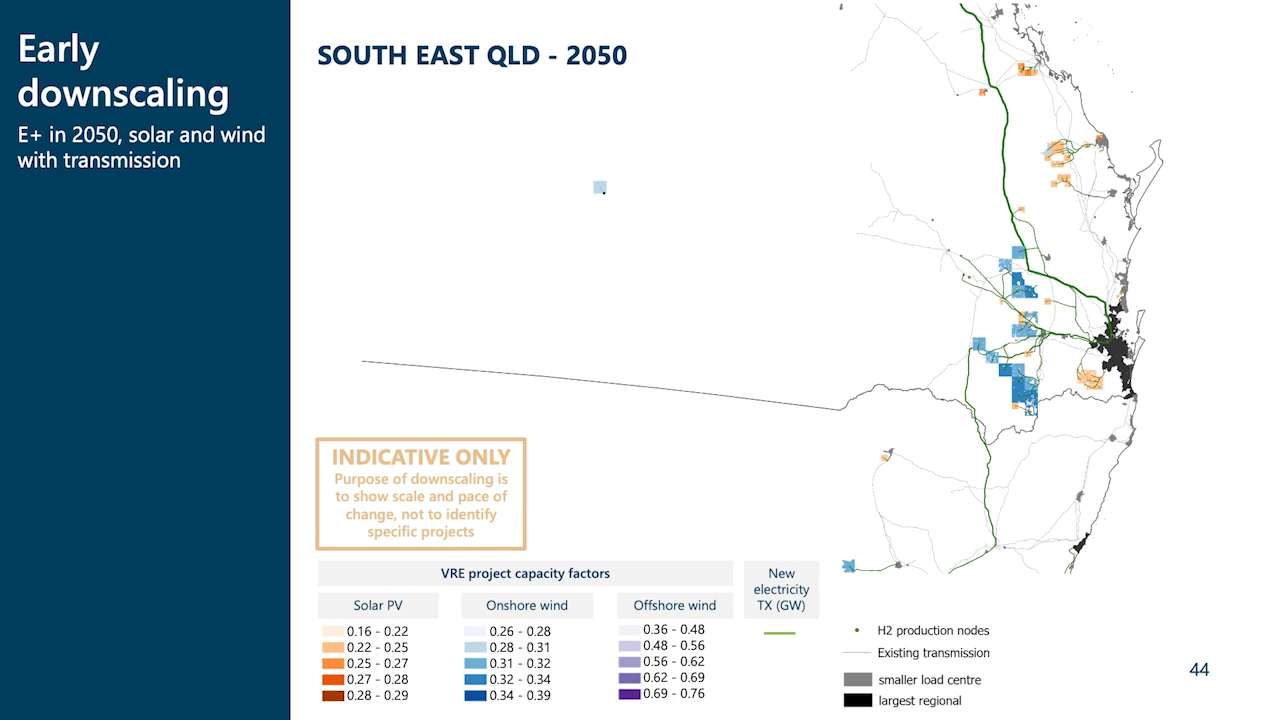 Early
downscaling
E+ in 2050, solar and wind
with transmission
SOUTH EAST QLD - 2050
INDICATIVE ONLY
Purpose of downscaling is
to show scale and pace of
change, not to identify
specific projects
VRE project capacity factors
New
electricity
TX (GW)
Solar PV
Onshore wind
Offshore wind
0.16 - 0.22
0.22 - 0.25
0.25 - 0.27
0.27 - 0.28
0.28 - 0.29
0.26 - 0.28
0.28 - 0.31
0.31 - 0.32
0.32 - 0.34
0.34 - 0.39
0.36 - 0.48
0.48 - 0.56
0.56 - 0.62
0.62 - 0.69
0.69 - 0.76
H2 production nodes
Existing transmission
smaller load centre
largest regional
44